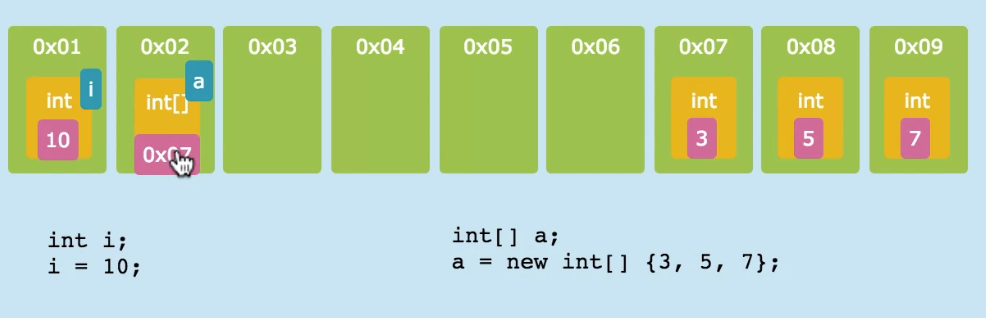 0x01 0x02 0x03 0x04 0x05 0x06 0x07 0x08 0x09
i a
int int[] int int int
10 0x07 3 5 7
int i;
i = 10;
int[] a;
a = new int[] {3, 5, 7};